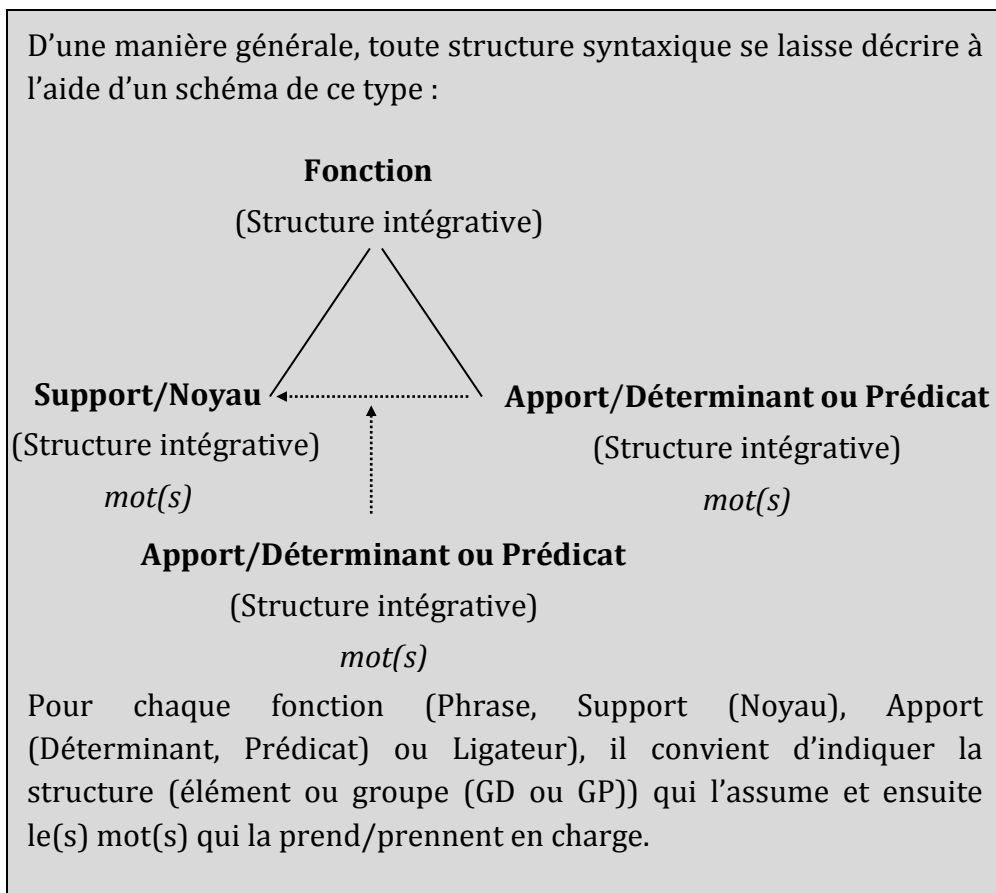 D’une manière générale, toute structure syntaxique se laisse décrire à
l’aide d’un schéma de ce type :
Fonction
(Structure intégrative)
Support/Noyau
Apport/Déterminant ou Prédicat
(Structure intégrative)
(Structure intégrative)
mot(s)
mot(s)
Apport/Déterminant ou Prédicat
(Structure intégrative)
mot(s)
Pour chaque fonction (Phrase, Support (Noyau), Apport
(Déterminant, Prédicat) ou Ligateur), il convient d’indiquer la
structure (élément ou groupe (GD ou GP)) qui l’assume et ensuite
le(s) mot(s) qui la prend/prennent en charge.